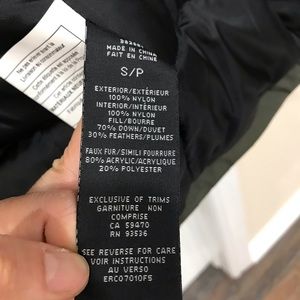 MADE IN CHINA
FAIT EN CHINE
S/P
EXTERIOR/EXTÉRIEUR
100% NYLON
INTERIOR/INTÉRIEUR
100% NYLON
FILL/BOURRE
70% DOWN/DUVET
30% FEATHERS/PLUMES
FAUX FUR/SIMILI FOURRURE
80% ACRYLIC/ACRYLIQUE
20% POLYESTER
EXCLUSIVE OF TRIMS
GARNITURE NON
COMPRISE
CA 59470
RN 93536
SEE REVERSE FOR CARE
VOIR INSTRUCTIONS
AU VERSO
ERC07010F5